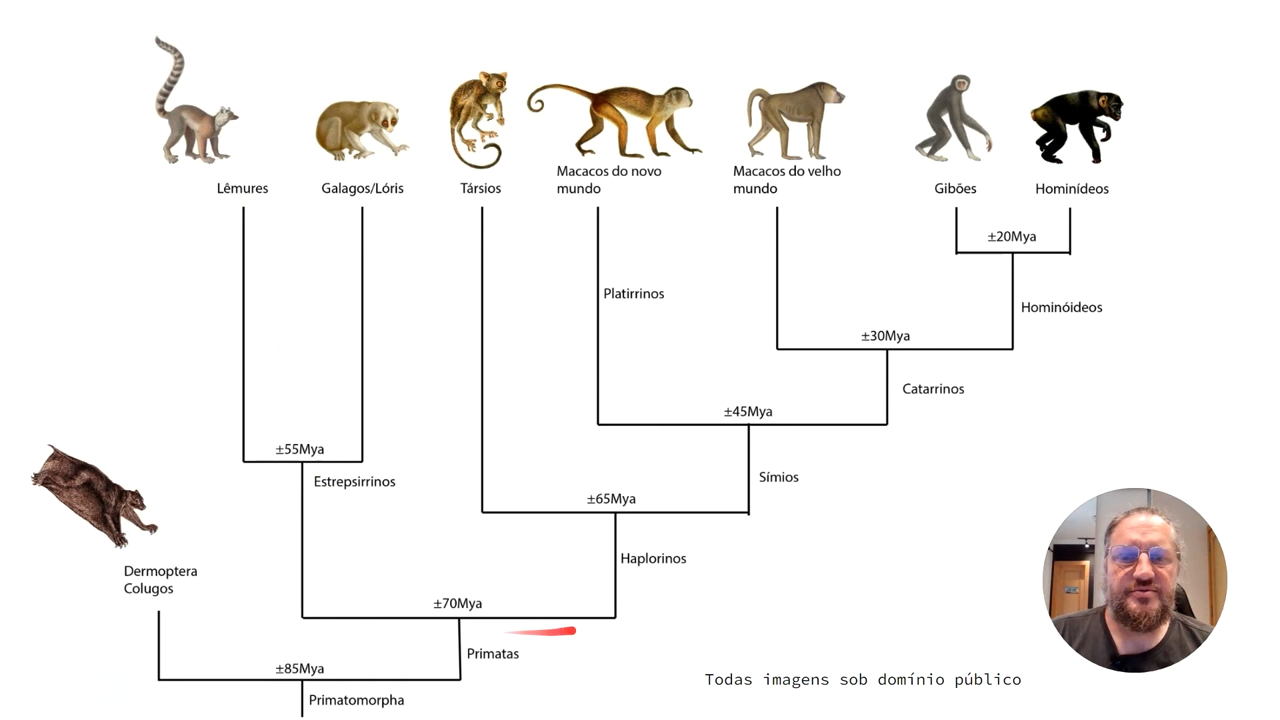 Lêmures
Galagos/Lóris
Társios
Macacos do novo
mundo
Macacos do velho
mundo
Gibões
Hominídeos
±20Mya
Platirrinos
Hominóideos
±30Mya
Catarrinos
±45Mya
±55Mya
Estrepsirrinos
Símios
±65Mya
Haplorinos
Dermoptera
Colugos
±70Mya
Primatas
±85Mya
Primatomorpha
Todas imagens sob domínio público